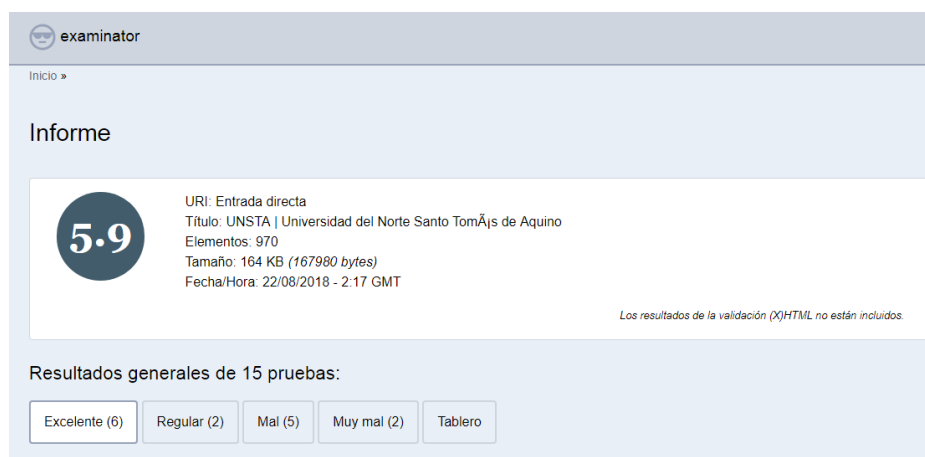 examinator
Inicio »
Informe
5.9
URI: Entrada directa
Título: UNSTA | Universidad del Norte Santo TomÃ¡s de Aquino
Elementos: 970
Tamaño: 164 KB (167980 bytes)
Fecha/Hora: 22/08/2018 - 2:17 GMT
Los resultados de la validación (X)HTML no están incluidos.
Resultados generales de 15 pruebas:
Excelente (6) Regular (2) Mal (5) Muy mal (2) Tablero